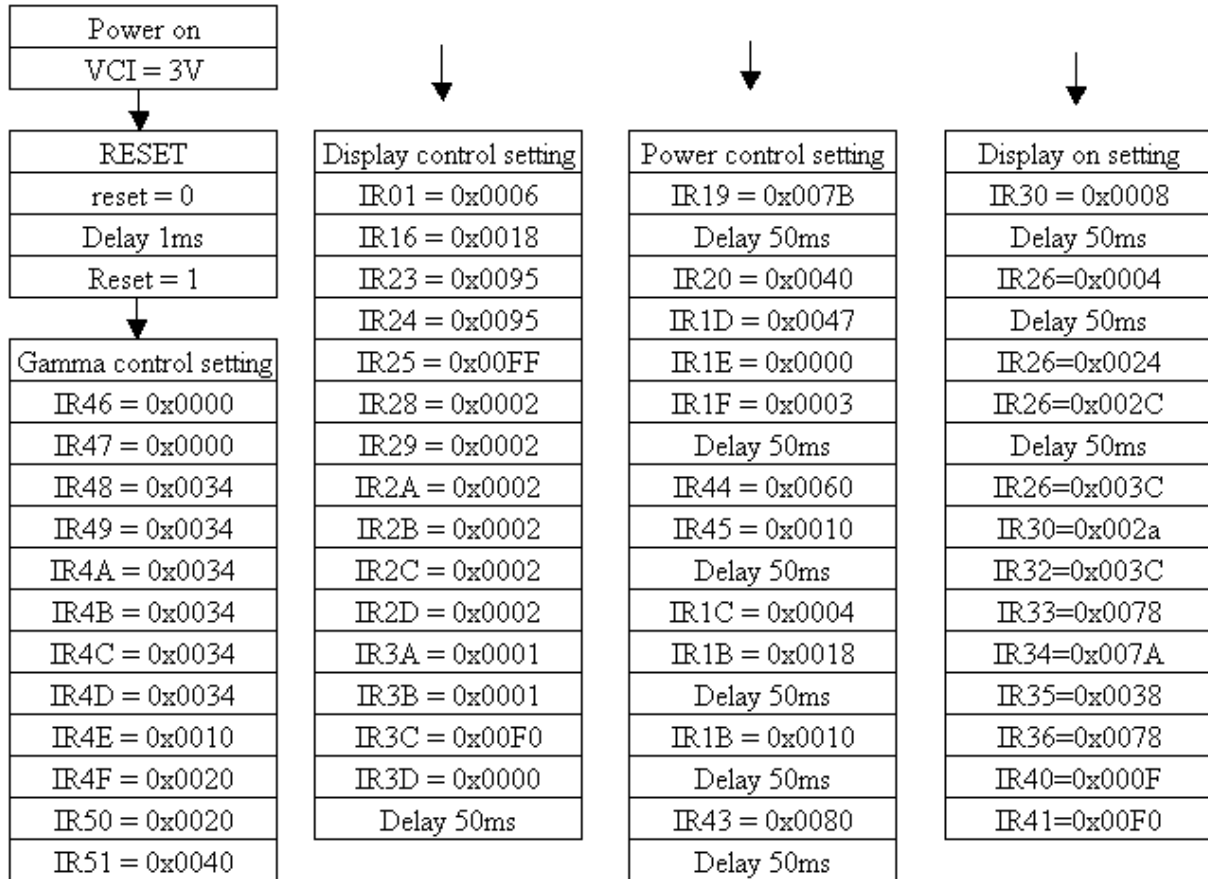 Power on
VCI = 3V
RESET
reset = 0
Delay 1ms
Reset = 1
Gamma control setting
IR46 = 0x0000
IR47 = 0x0000
IR48 = 0x0034
IR49 = 0x0034
IR4A = 0x0034
IR4B = 0x0034
IR4C = 0x0034
IR4D = 0x0034
IR4E = 0x0010
IR4F = 0x0020
IR50 = 0x0020
IR51 = 0x0040
Display control setting
IR01 = 0x0006
IR16 = 0x0018
IR23 = 0x0095
IR24 = 0x0095
IR25 = 0x00FF
IR28 = 0x0002
IR29 = 0x0002
IR2A = 0x0002
IR2B = 0x0002
IR2C = 0x0002
IR2D = 0x0002
IR3A = 0x0001
IR3B = 0x0001
IR3C = 0x00F0
IR3D = 0x0000
Delay 50ms
Power control setting
IR19 = 0x007B
Delay 50ms
IR20 = 0x0040
IR1D = 0x0047
IR1E = 0x0000
IR1F = 0x0003
Delay 50ms
IR44 = 0x0060
IR45 = 0x0010
Delay 50ms
IR1C = 0x0004
IR1B = 0x0018
Delay 50ms
IR1B = 0x0010
Delay 50ms
IR43 = 0x0080
Delay 50ms
Display on setting
IR30 = 0x0008
Delay 50ms
IR26=0x0004
Delay 50ms
IR26=0x0024
IR26=0x002C
Delay 50ms
IR26=0x003C
IR30=0x002a
IR32=0x003C
IR33=0x0078
IR34=0x007A
IR35=0x0038
IR36=0x0078
IR40=0x000F
IR41=0x00F0